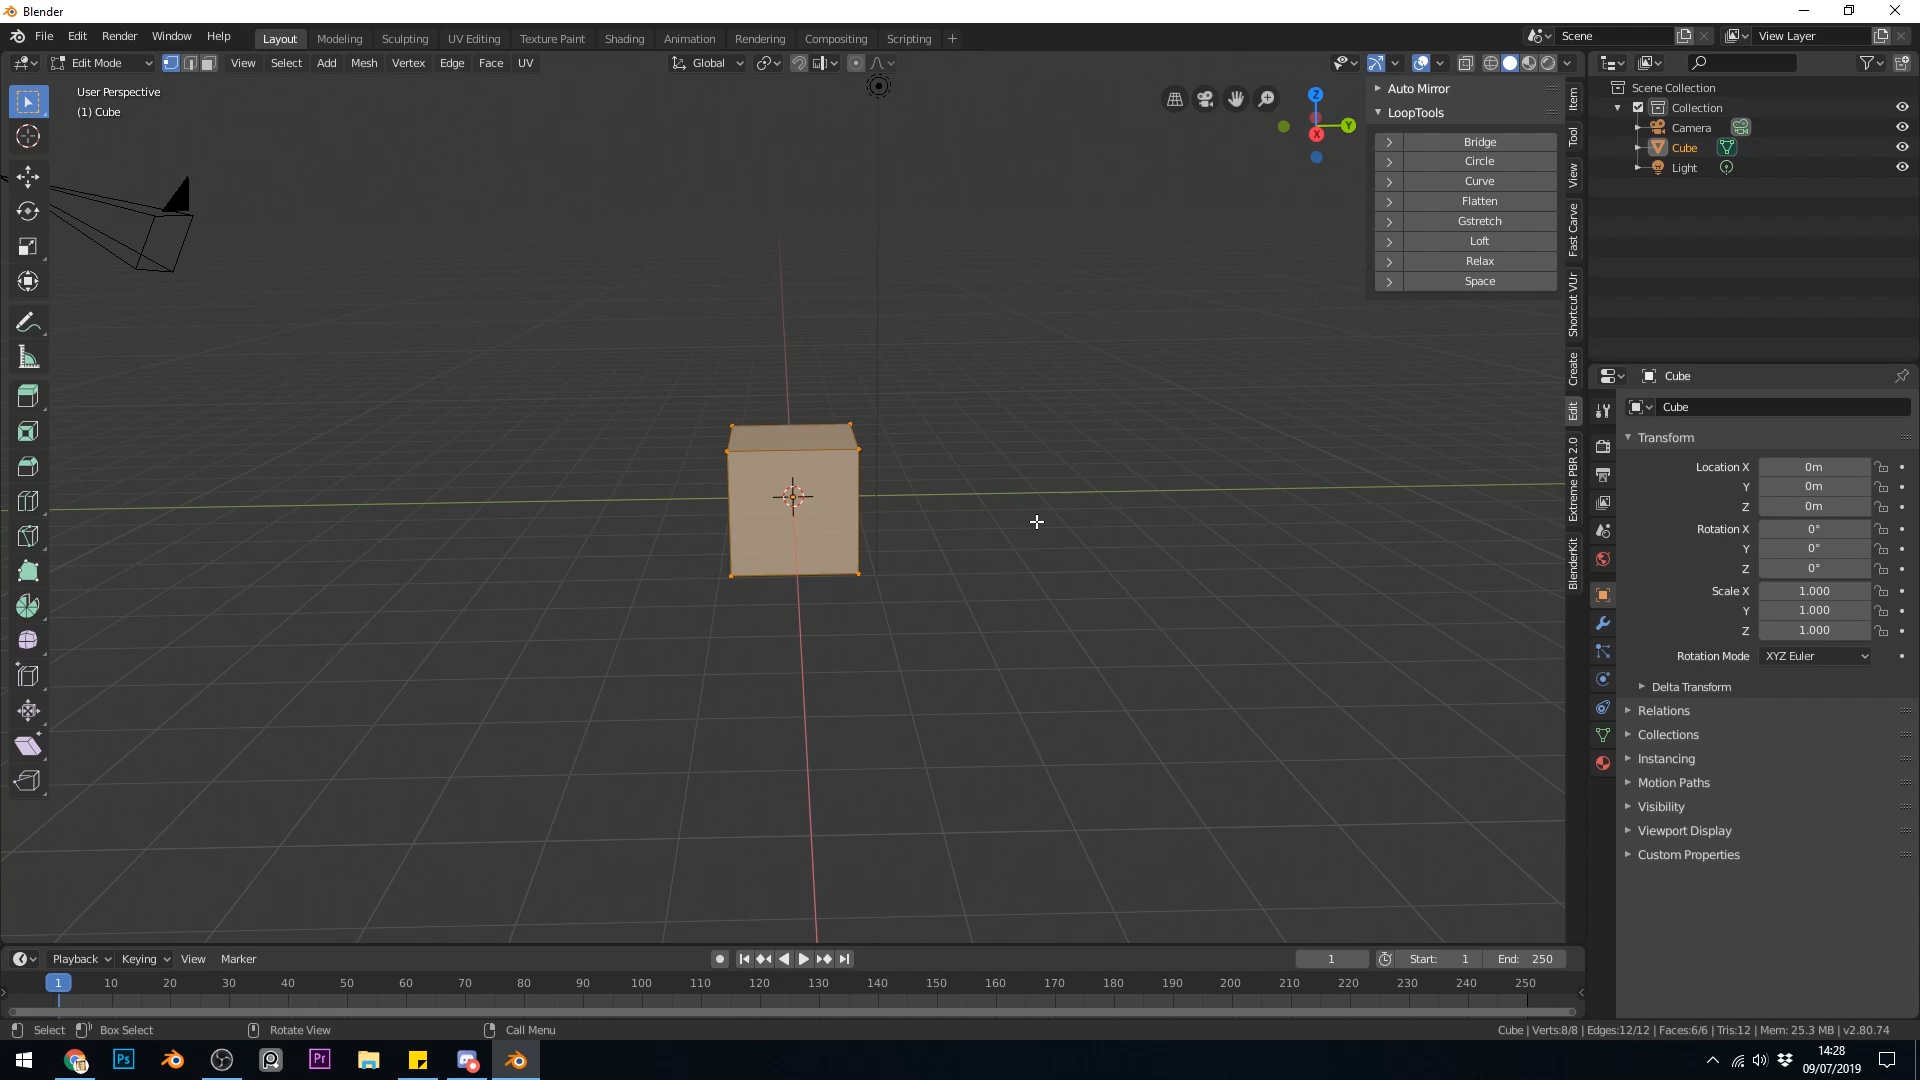 Blender
File Edit Render Window Help
Layout Modeling Sculpting UV Editing Texture Paint Shading Animation Rendering Compositing Scripting +
Scene
View Layer
Edit Mode
View Select Add Mesh Vertex Edge Face UV
Global
User Perspective
(1) Cube
Z
Y
X
Auto Mirror
LoopTools
Bridge
Circle
Curve
Flatten
Gstretch
Loft
Relax
Space
Item
Tool
View
Fast Carve
Shortcut VUr
Create
Edit
Extreme PBR 2.0
BlenderKit
Scene Collection
Collection
Camera
Cube
Light
Cube
Cube
Transform
Location X 0m
Y 0m
Z 0m
Rotation X 0°
Y 0°
Z 0°
Scale X 1.000
Y 1.000
Z 1.000
Rotation Mode XYZ Euler
Delta Transform
Relations
Collections
Instancing
Motion Paths
Visibility
Viewport Display
Custom Properties
Playback Keying View Marker
1
Start: 1
End: 250
1 10 20 30 40 50 60 70 80 90 100 110 120 130 140 150 160 170 180 190 200 210 220 230 240 250
Select Box Select Rotate View Call Menu
Cube | Verts:8/8 | Edges:12/12 | Faces:6/6 | Tris:12 | Mem: 25.3 MB | v2.80.74
Ps
Pr
14:28
09/07/2019